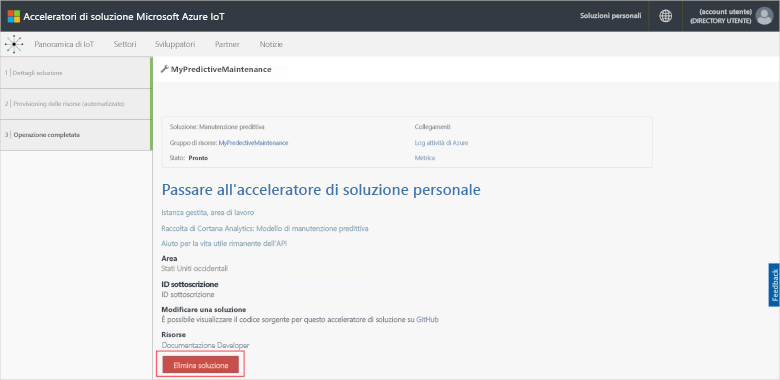 Acceleratori di soluzione Microsoft Azure IoT
Soluzioni personali
(account utente)
(DIRECTORY UTENTE)
Panoramica di IoT Settori Sviluppatori Partner Notizie
1 | Dettagli soluzione
2 | Provisioning delle risorse (automatizzato)
3 | Operazione completata
MyPredictiveMaintenance
Soluzione: Manutenzione predittiva
Gruppo di risorse: MyPredectiveMaintenance
Stato: Pronto
Collegamenti
Log attività di Azure
Metrica
Passare all'acceleratore di soluzione personale
Istanza gestita, area di lavoro
Raccolta di Cortana Analytics: Modello di manutenzione predittiva
Aiuto per la vita utile rimanente dell'API
Area
Stati Uniti occidentali
ID sottoscrizione
ID sottoscrizione
Modificare una soluzione
È possibile visualizzare il codice sorgente per questo acceleratore di soluzione su GitHub
Risorse
Documentazione Developer
Elimina soluzione
Feedback